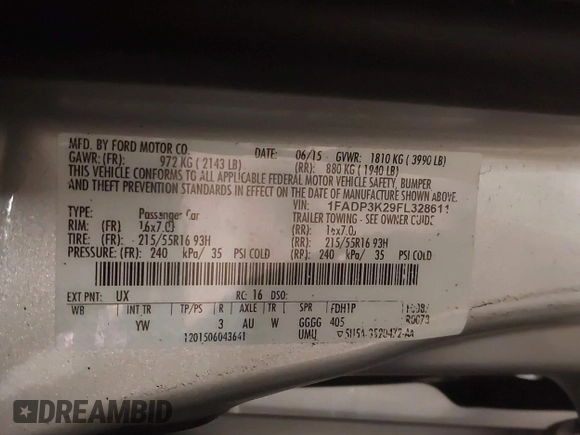 MFD. BY FORD MOTOR CO.
DATE: 06/15 GVWR: 1810 KG ( 3990 LB)
GAWR: (FR): 972 KG ( 2143 LB) (RR): 880 KG ( 1940 LB)
THIS VEHICLE CONFORMS TO ALL APPLICABLE FEDERAL MOTOR VEHICLE SAFETY, BUMPER
AND THEFT PREVENTION STANDARDS IN EFFECT ON THE DATE OF MANUFACTURE
VIN: 1FADP3K29FL328611
TYPE: Passenger Car TRAILER TOWING - SEE OWNER GUIDE
RIM: (FR) 16x7.0J (RR) 16x7.0J
TIRE: (FR) 215/55R16 93H (RR) 215/55R16 93H
PRESSURE: (FR) 240 kPa/ 35 PSI COLD (RR) 240 kPa/ 35 PSI COLD
EXT PNT: UX RC: 16 DSO:
WB INT TR TP/PS R AXLE TR SPR FDH1P
YW 3 AU W GGGG 405
1201506043641 UMU
DREAMBID